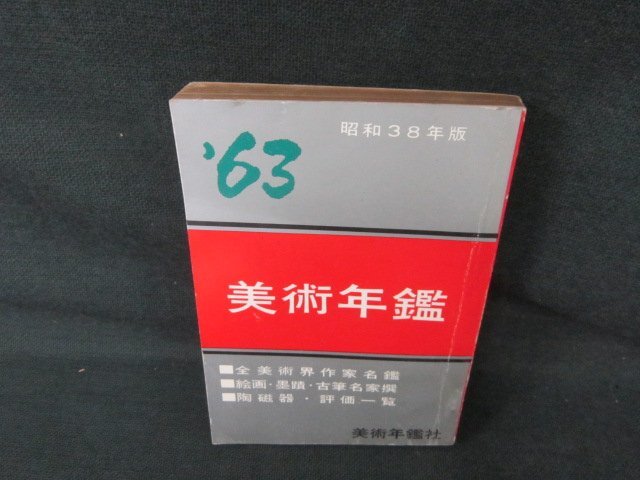 '63
昭和38年版
美術年鑑
■全美術界作家名鑑
■絵画・墨蹟・古筆名家撰
■陶磁器・評価一覧
美術年鑑社